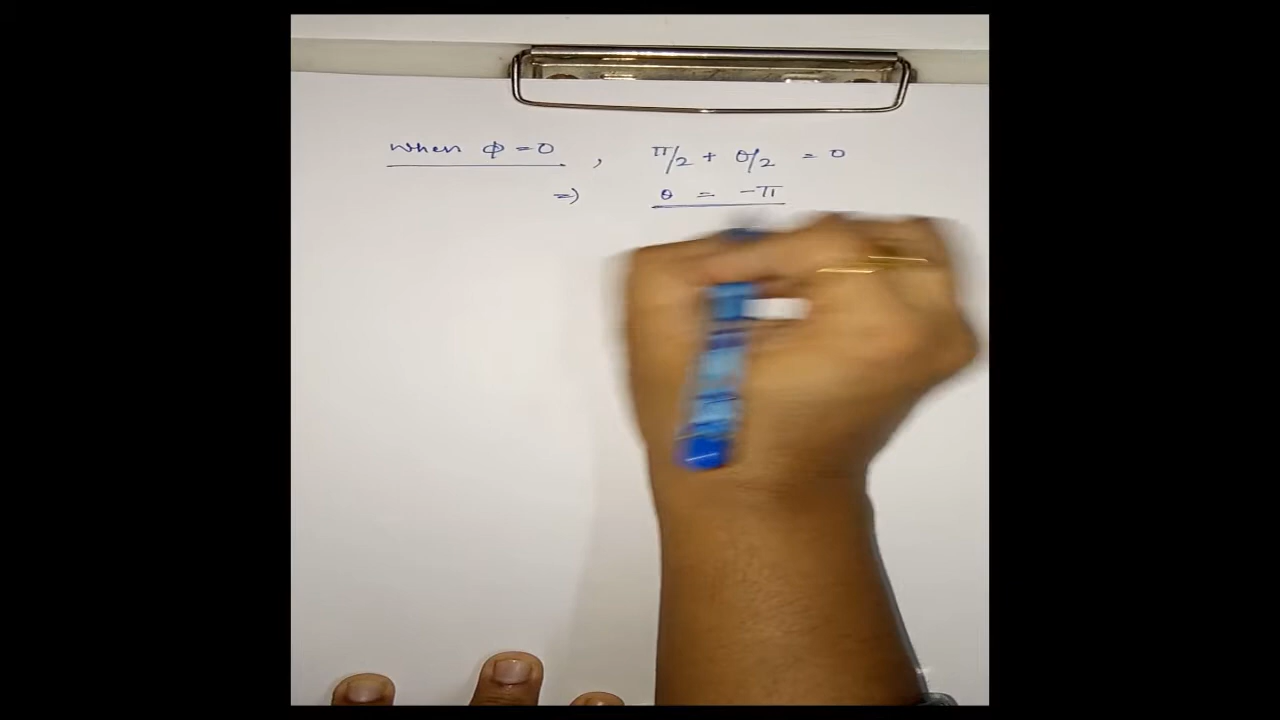 When ϕ = 0 , π/2 + θ/2 = 0
=> θ = -π